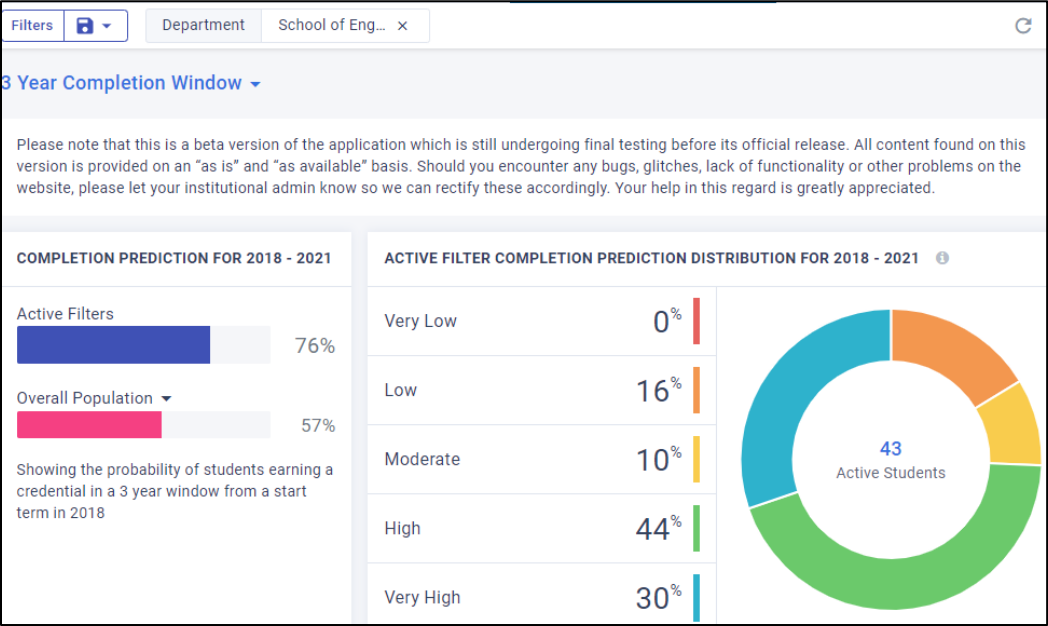 Filters
Department School of Eng...
3 Year Completion Window
Please note that this is a beta version of the application which is still undergoing final testing before its official release. All content found on this
version is provided on an “as is” and “as available” basis. Should you encounter any bugs, glitches, lack of functionality or other problems on the
website, please let your institutional admin know so we can rectify these accordingly. Your help in this regard is greatly appreciated.
COMPLETION PREDICTION FOR 2018 - 2021
Active Filters
76%
Overall Population
57%
Showing the probability of students earning a
credential in a 3 year window from a start
term in 2018
ACTIVE FILTER COMPLETION PREDICTION DISTRIBUTION FOR 2018 - 2021
Very Low 0%
Low 16%
Moderate 10%
High 44%
Very High 30%
43
Active Students